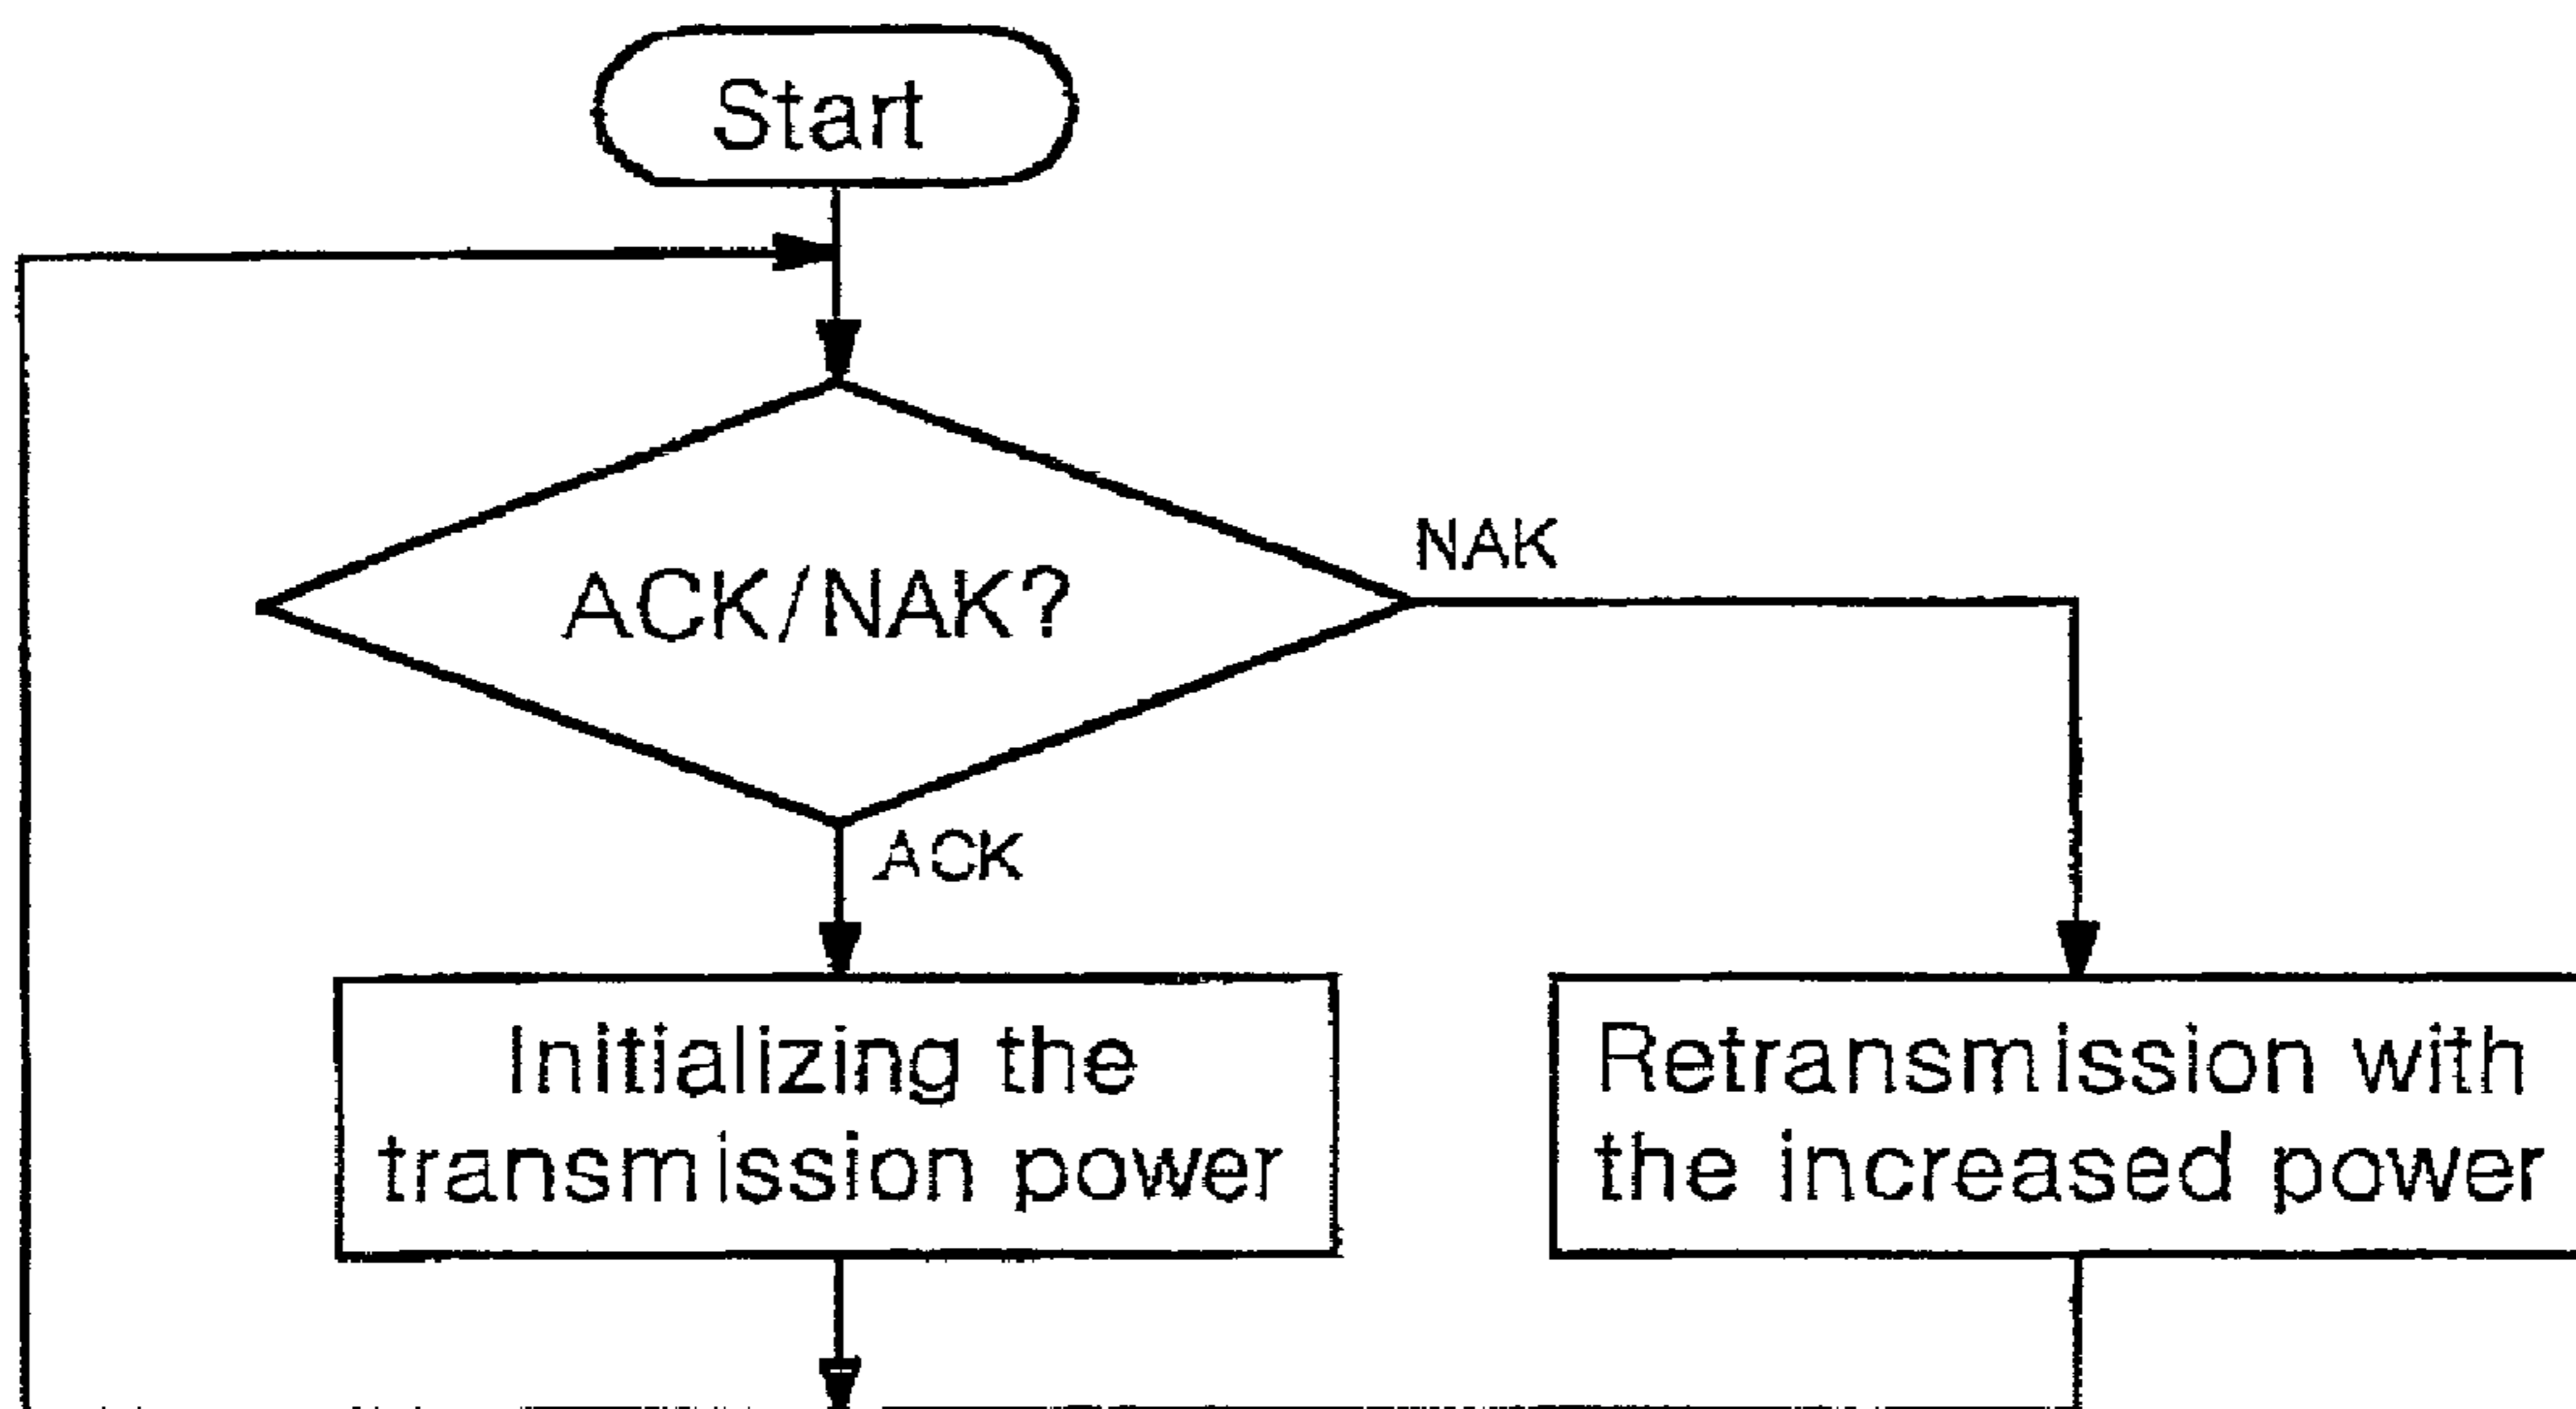 Start
ACK/NAK?
NAK
ACK
Initializing the
transmission power
Retransmission with
the increased power